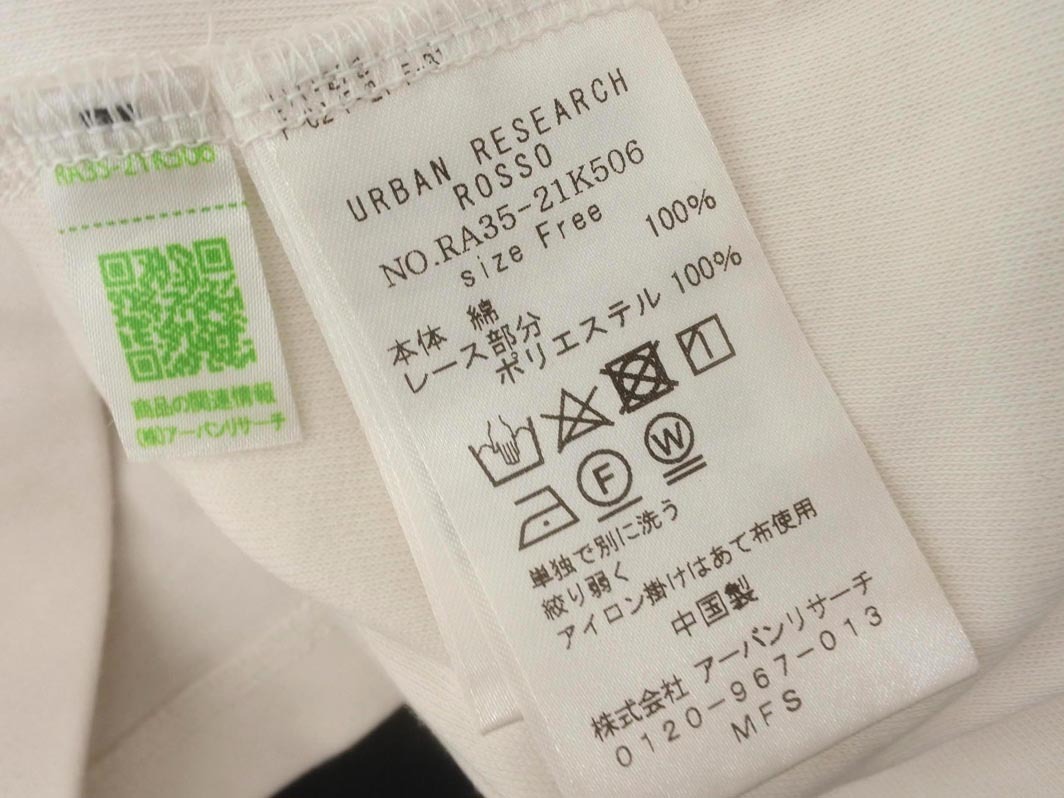 RA35-21K506
商品の関連情報
(株)アーバンリサーチ
URBAN RESEARCH
ROSSO
NO.RA35-21K506
size Free
本体 綿 100%
レース部分
ポリエステル 100%
F W
単独で別に洗う
絞り弱く
アイロン掛けはあて布使用
中国製
株式会社 アーバンリサーチ
0120-967-013
MFS